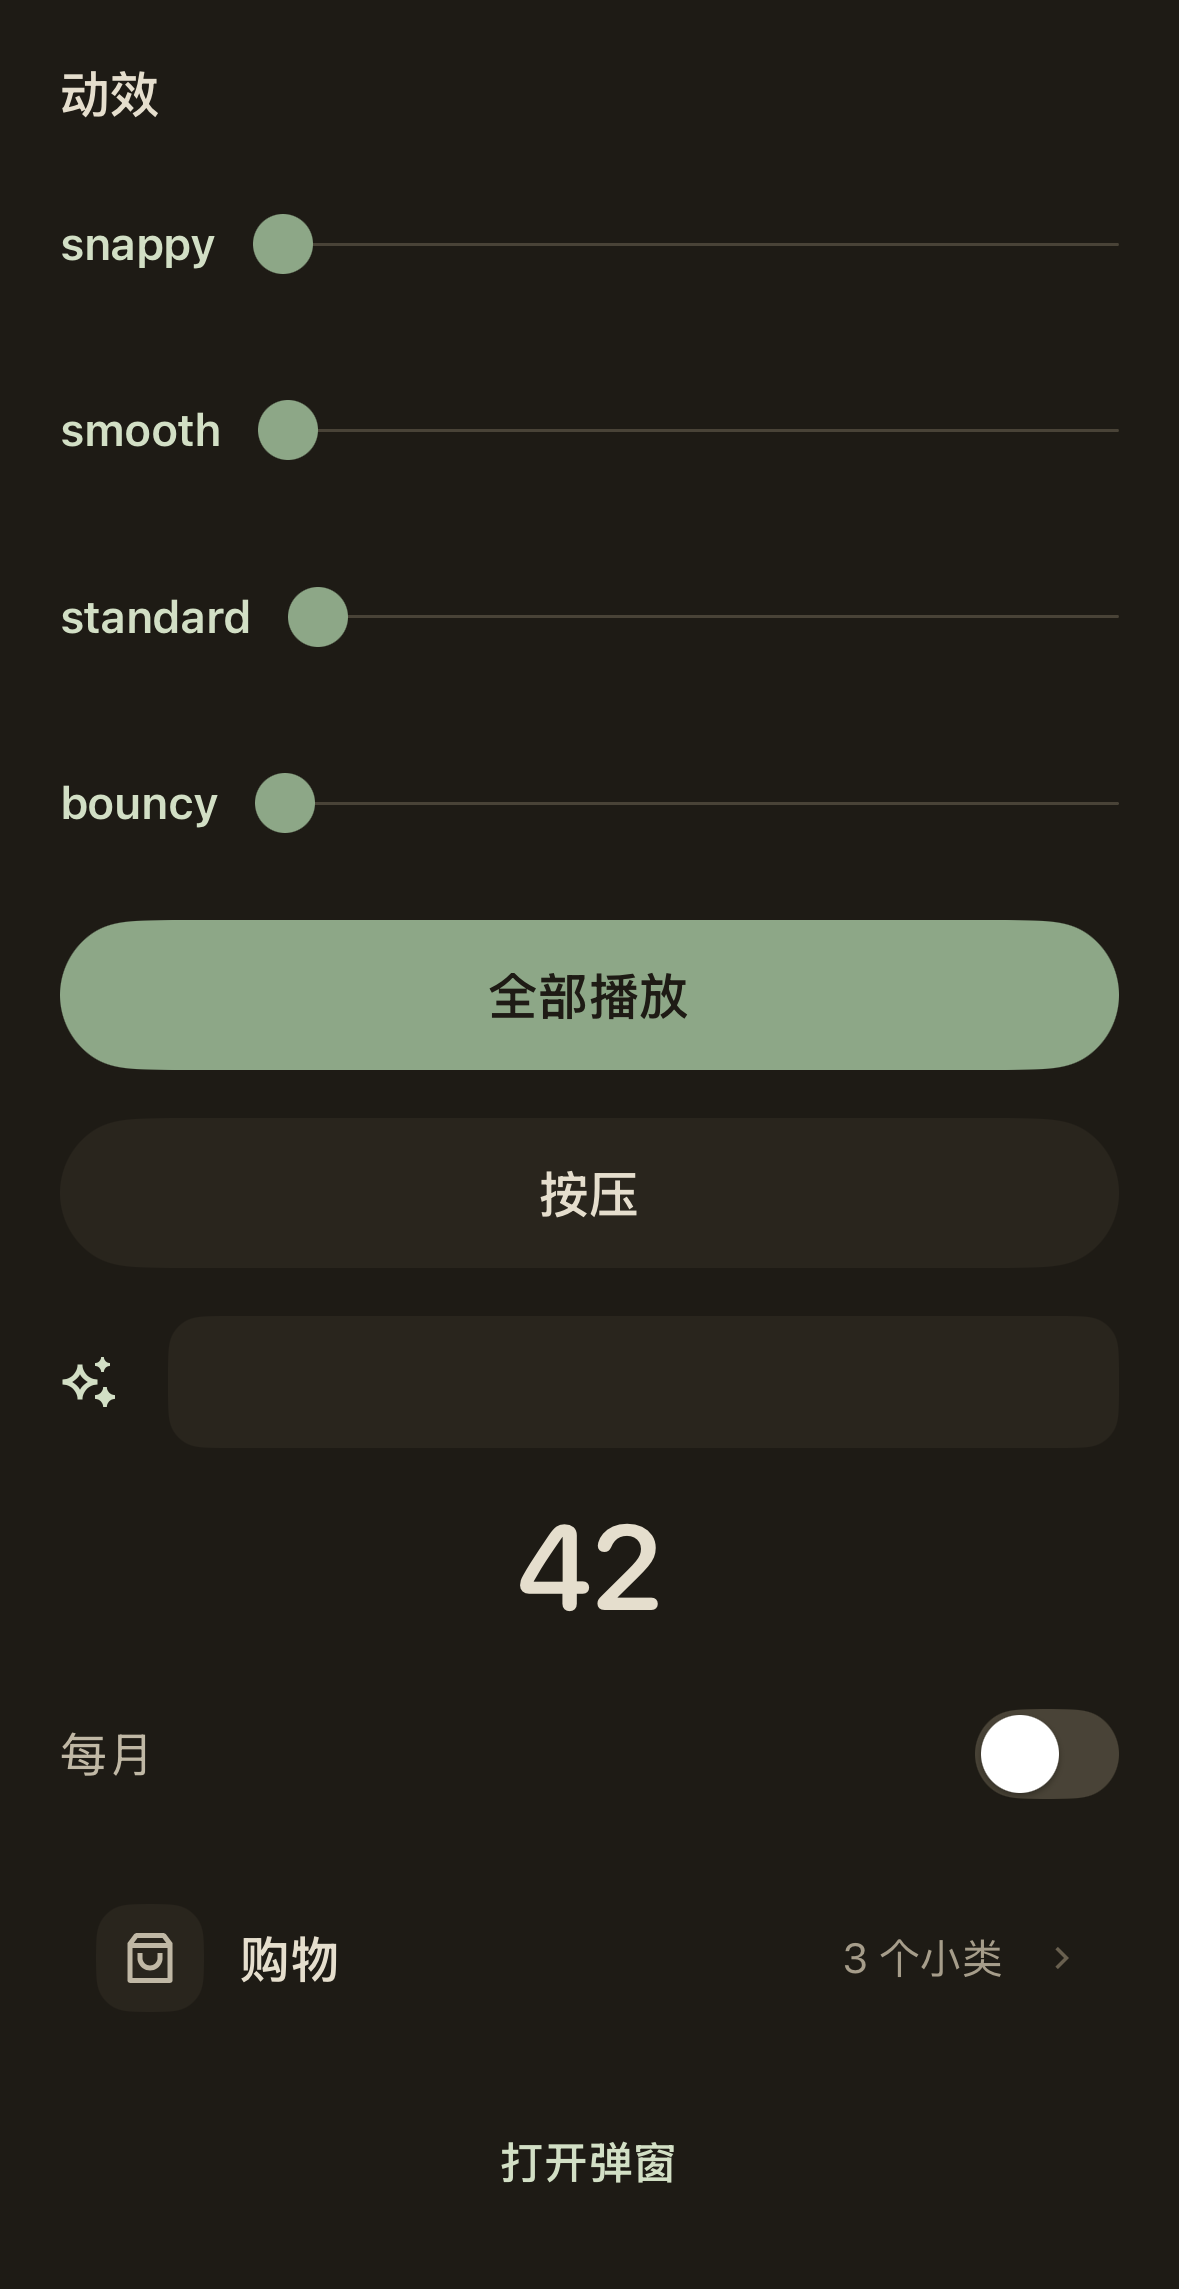 动效
snappy
smooth
standard
bouncy
全部播放
按压
42
每月
购物 3 个小类
打开弹窗